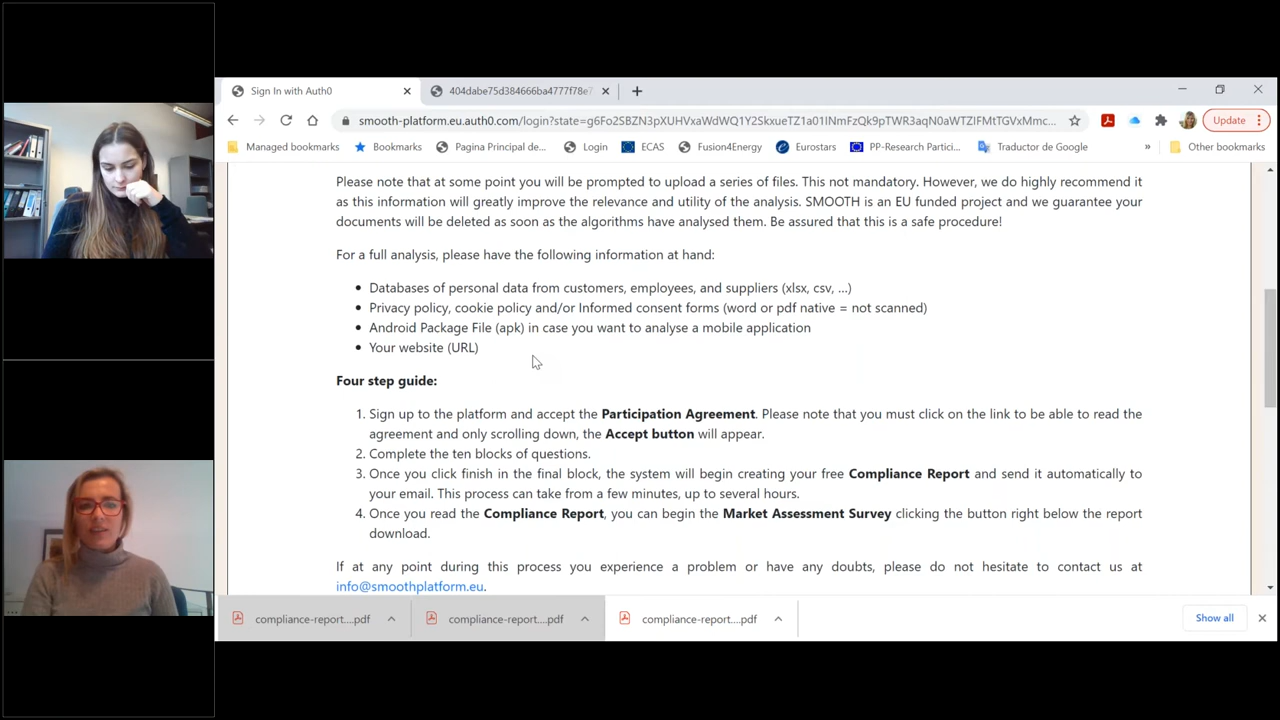 Sign In with Auth0
404dabe75d384666ba4777f78e7
smooth-platform.eu.auth0.com/login?state=g6Fo2SBZN3pXUHVxaWdWQ1Y2SkxueTZ1a01INmFzQk9pTWR3aqN0aWTZIFMtTGVxMmc...
Update
Managed bookmarks
Bookmarks
Pagina Principal de...
Login
ECAS
Fusion4Energy
Eurostars
PP-Research Partici...
Traductor de Google
»
Other bookmarks
Please note that at some point you will be prompted to upload a series of files. This not mandatory. However, we do highly recommend it
as this information will greatly improve the relevance and utility of the analysis. SMOOTH is an EU funded project and we guarantee your
documents will be deleted as soon as the algorithms have analysed them. Be assured that this is a safe procedure!
For a full analysis, please have the following information at hand:
• Databases of personal data from customers, employees, and suppliers (xlsx, csv, ...)
• Privacy policy, cookie policy and/or Informed consent forms (word or pdf native = not scanned)
• Android Package File (apk) in case you want to analyse a mobile application
• Your website (URL)
Four step guide:
1. Sign up to the platform and accept the Participation Agreement. Please note that you must click on the link to be able to read the
agreement and only scrolling down, the Accept button will appear.
2. Complete the ten blocks of questions.
3. Once you click finish in the final block, the system will begin creating your free Compliance Report and send it automatically to
your email. This process can take from a few minutes, up to several hours.
4. Once you read the Compliance Report, you can begin the Market Assessment Survey clicking the button right below the report
download.
If at any point during this process you experience a problem or have any doubts, please do not hesitate to contact us at
info@smoothplatform.eu.
compliance-report....pdf
compliance-report....pdf
compliance-report....pdf
Show all